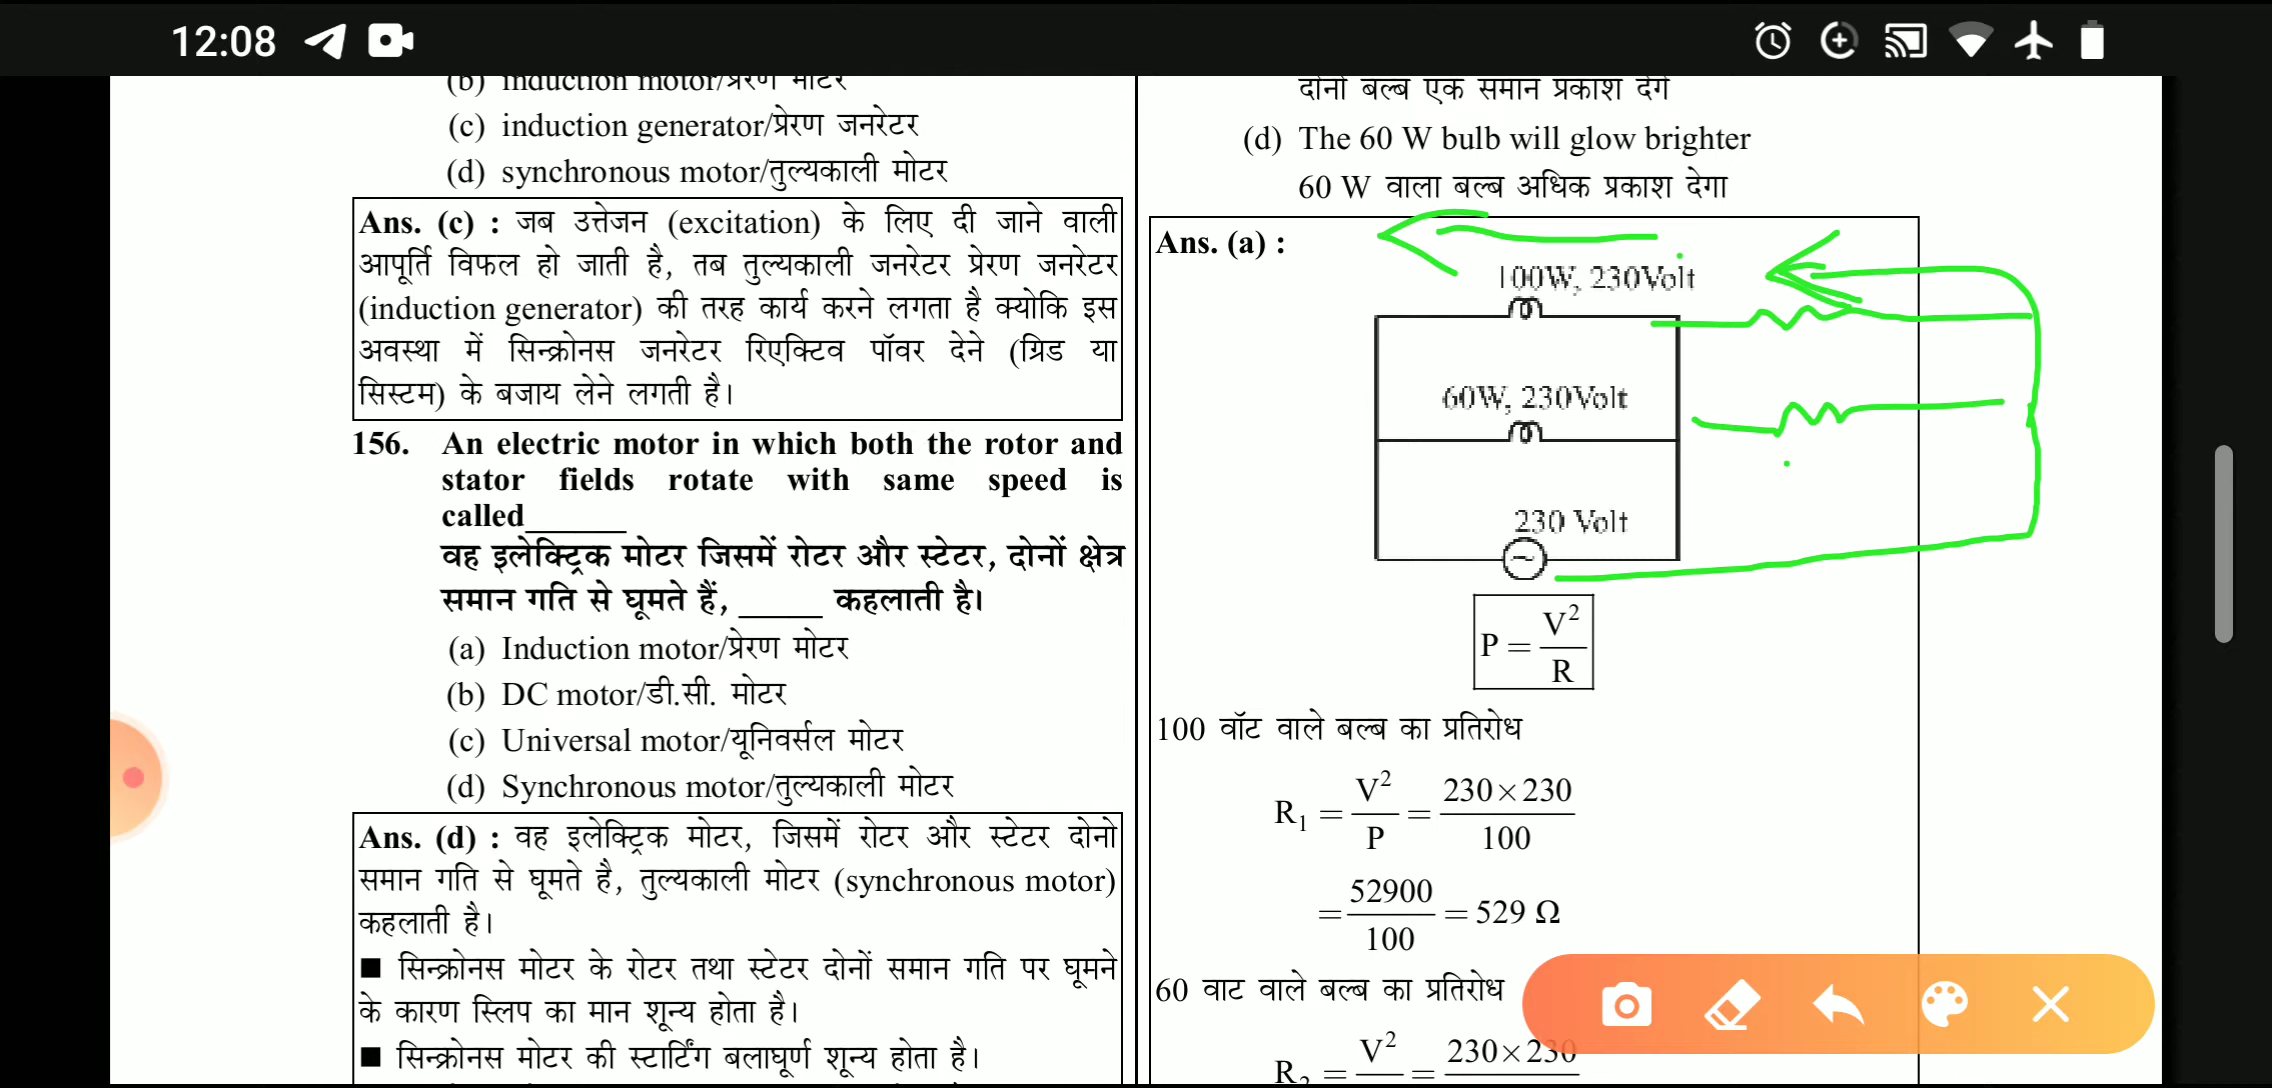 12:08
(b) induction motor/प्रेरण मोटर
(c) induction generator/प्रेरण जनरेटर
(d) synchronous motor/तुल्यकाली मोटर
Ans. (c) : जब उत्तेजन (excitation) के लिए दी जाने वाली
आपूर्ति विफल हो जाती है, तब तुल्यकाली जनरेटर प्रेरण जनरेटर
(induction generator) की तरह कार्य करने लगता है क्योकि इस
अवस्था में सिन्क्रोनस जनरेटर रिएक्टिव पॉवर देने (ग्रिड या
सिस्टम) के बजाय लेने लगती है।
156. An electric motor in which both the rotor and
stator fields rotate with same speed is
called______
वह इलेक्ट्रिक मोटर जिसमें रोटर और स्टेटर, दोनों क्षेत्र
समान गति से घूमते हैं, _____ कहलाती है।
(a) Induction motor/प्रेरण मोटर
(b) DC motor/डी.सी. मोटर
(c) Universal motor/यूनिवर्सल मोटर
(d) Synchronous motor/तुल्यकाली मोटर
Ans. (d) : वह इलेक्ट्रिक मोटर, जिसमें रोटर और स्टेटर दोनो
समान गति से घूमते है, तुल्यकाली मोटर (synchronous motor)
कहलाती है।
■ सिन्क्रोनस मोटर के रोटर तथा स्टेटर दोनों समान गति पर घूमने
के कारण स्लिप का मान शून्य होता है।
■ सिन्क्रोनस मोटर की स्टार्टिंग बलाघूर्ण शून्य होता है।
दोनों बल्ब एक समान प्रकाश देगें
(d) The 60 W bulb will glow brighter
60 W वाला बल्ब अधिक प्रकाश देगा
Ans. (a) :
100W, 230Volt
60W, 230Volt
230 Volt
~
P = V²/R
100 वॉट वाले बल्ब का प्रतिरोध
R₁ = V²/P = 230×230/100
= 52900/100 = 529 Ω
60 वाट वाले बल्ब का प्रतिरोध
R₂ = V² = 230×230